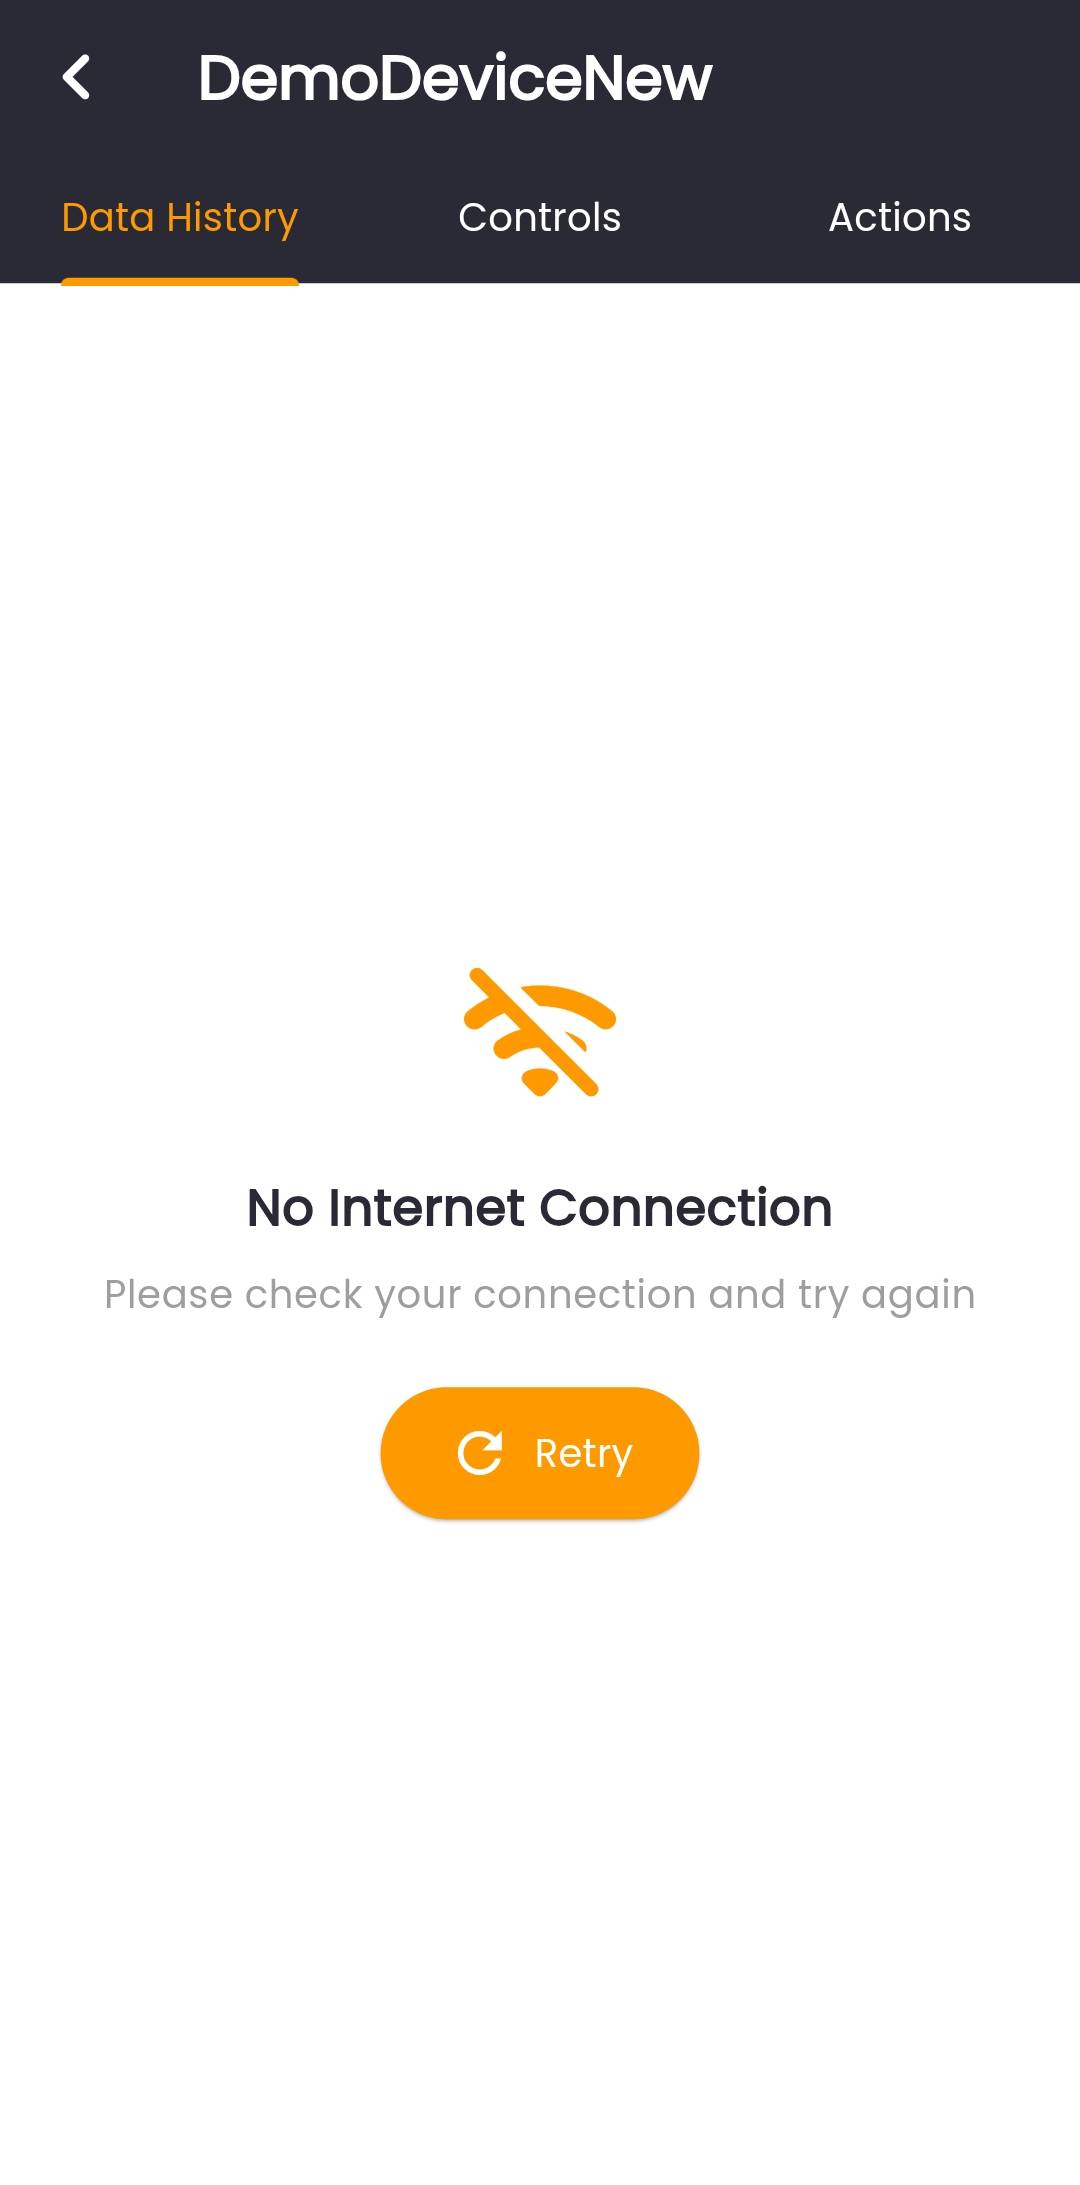 DemoDeviceNew
Data History Controls Actions
No Internet Connection
Please check your connection and try again
Retry